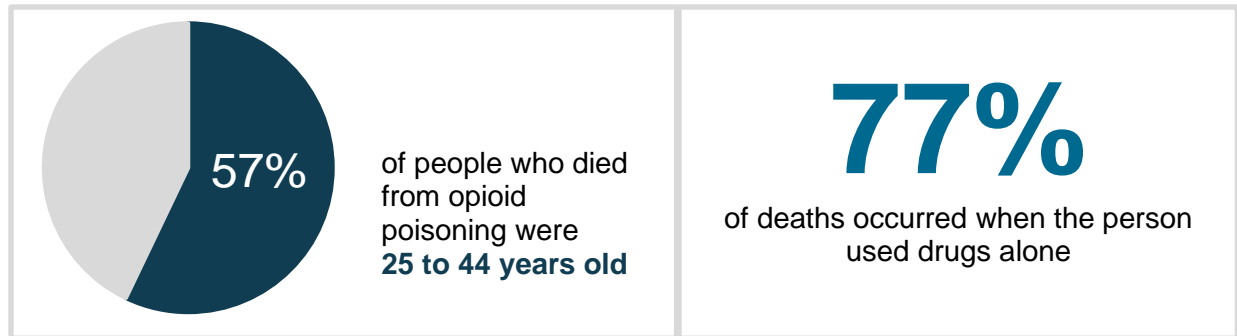 57%
of people who died
from opioid
poisoning were
25 to 44 years old
77%
of deaths occurred when the person
used drugs alone